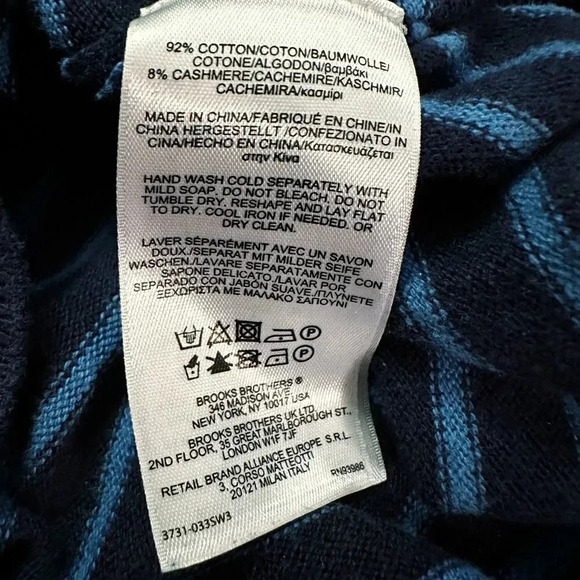 92% COTTON/COTON/BAUMWOLLE/
COTONE/ALGODON/βαμβάκι
8% CASHMERE/CACHEMIRE/KASCHMIR/
CACHEMIRA/κασμίρι
MADE IN CHINA/FABRIQUÉ EN CHINE/IN
CHINA HERGESTELLT /CONFEZIONATO IN
CINA/HECHO EN CHINA/Κατασκευάζεται
στην Κίνα
HAND WASH COLD SEPARATELY WITH
MILD SOAP. DO NOT BLEACH. DO NOT
TUMBLE DRY. RESHAPE AND LAY FLAT
TO DRY. COOL IRON IF NEEDED. OR
DRY CLEAN.
LAVER SÉPARÉMENT AVEC UN SAVON
DOUX./SEPARAT MIT MILDER SEIFE
WASCHEN./LAVARE SEPARATAMENTE CON
SAPONE DELICATO./LAVAR POR
SEPARADO CON JABÓN SUAVE./ΠΛΥΝΕΤΕ
ΞΕΧΩΡΙΣΤΑ ΜΕ ΜΑΛΑΚΟ ΣΑΠΟΥΝΙ
P
P
BROOKS BROTHERS ®
346 MADISON AVE.
NEW YORK, NY 10017 USA
BROOKS BROTHERS UK LTD
2ND FLOOR, 35 GREAT MARLBOROUGH ST.,
LONDON W1F 7JF
RETAIL BRAND ALLIANCE EUROPE S.R.L.
3, CORSO MATTEOTTI
20121 MILAN ITALY
RN93986
3731-033SW3